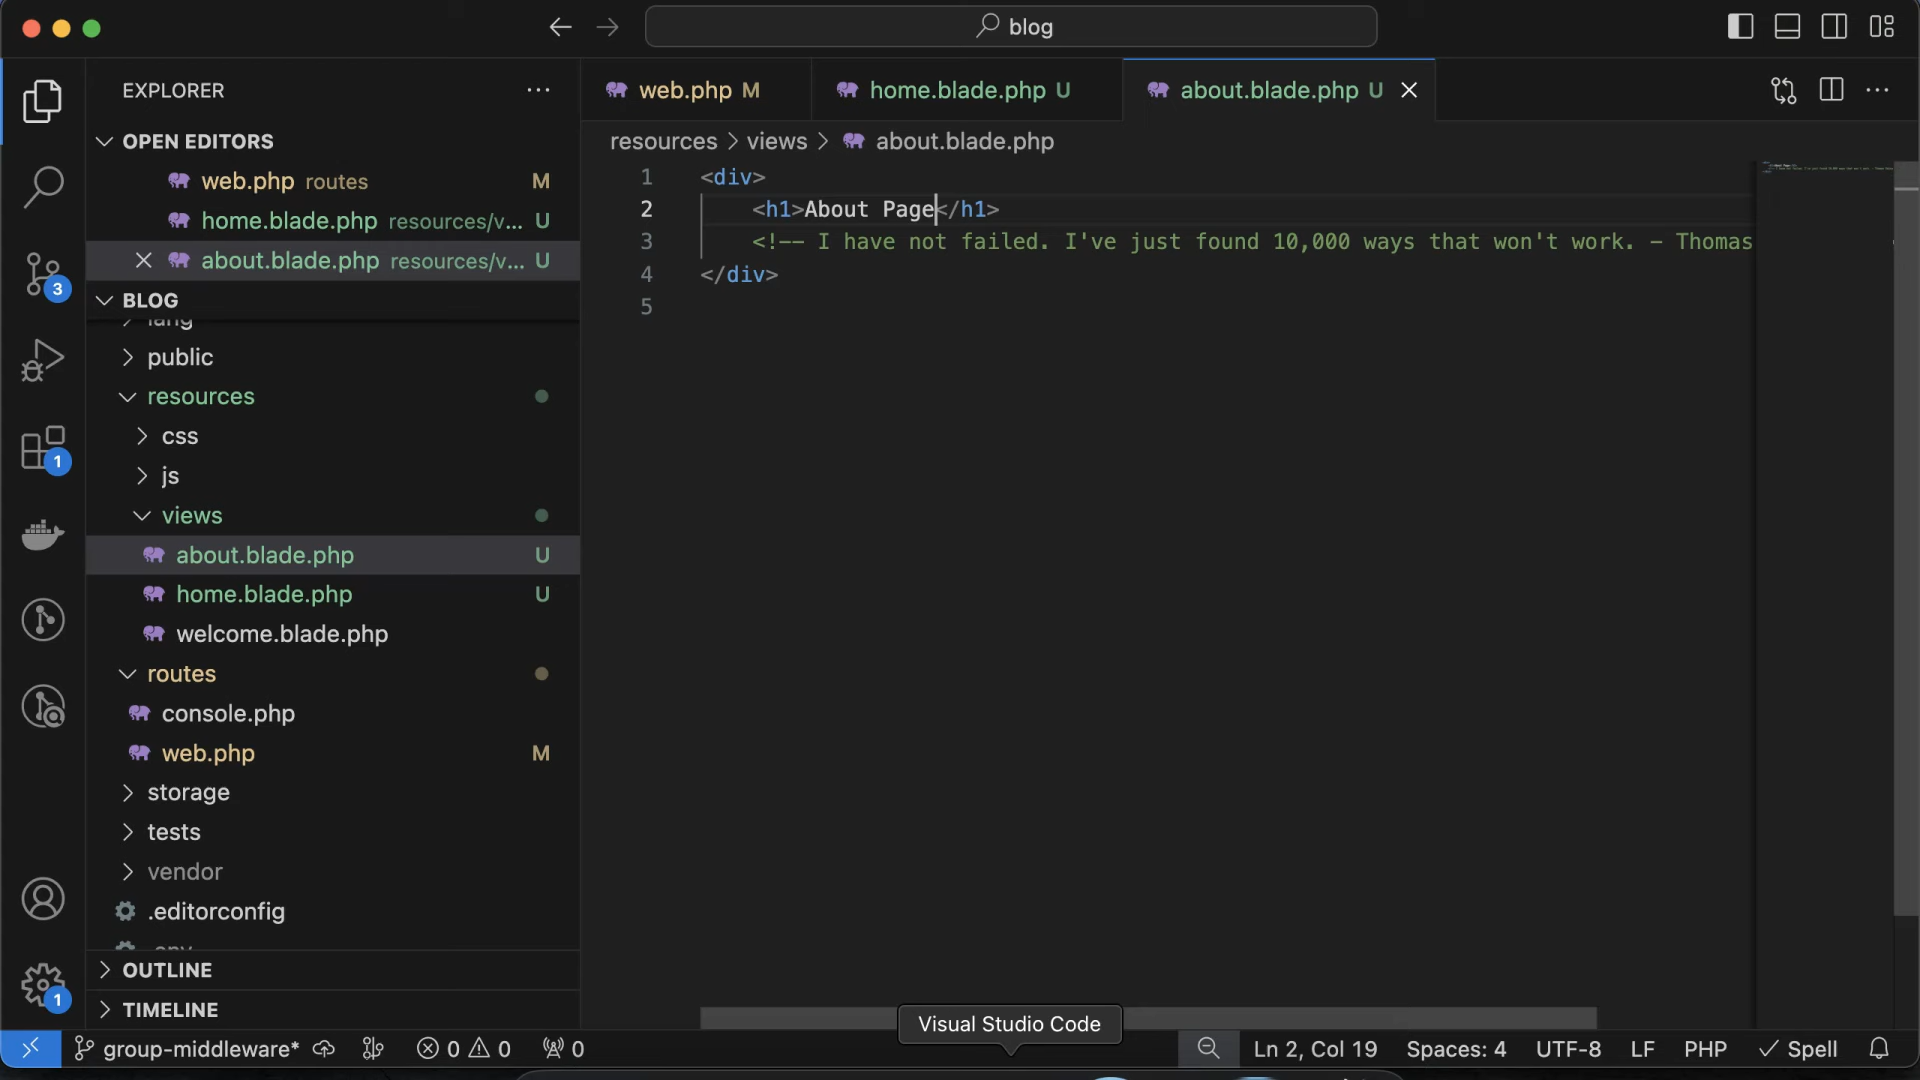 blog
EXPLORER
OPEN EDITORS
web.php routes M
home.blade.php resources/v... U
about.blade.php resources/v... U
BLOG
lang
public
resources
css
js
views
about.blade.php U
home.blade.php U
welcome.blade.php
routes
console.php
web.php M
storage
tests
vendor
.editorconfig
.env
OUTLINE
TIMELINE
3
1
1
web.php M
home.blade.php U
about.blade.php U
resources > views > about.blade.php
1 <div>
2 <h1>About Page</h1>
3 <!-- I have not failed. I've just found 10,000 ways that won't work. - Thomas
4 </div>
5
Visual Studio Code
group-middleware* 0 0 0 Ln 2, Col 19 Spaces: 4 UTF-8 LF PHP Spell